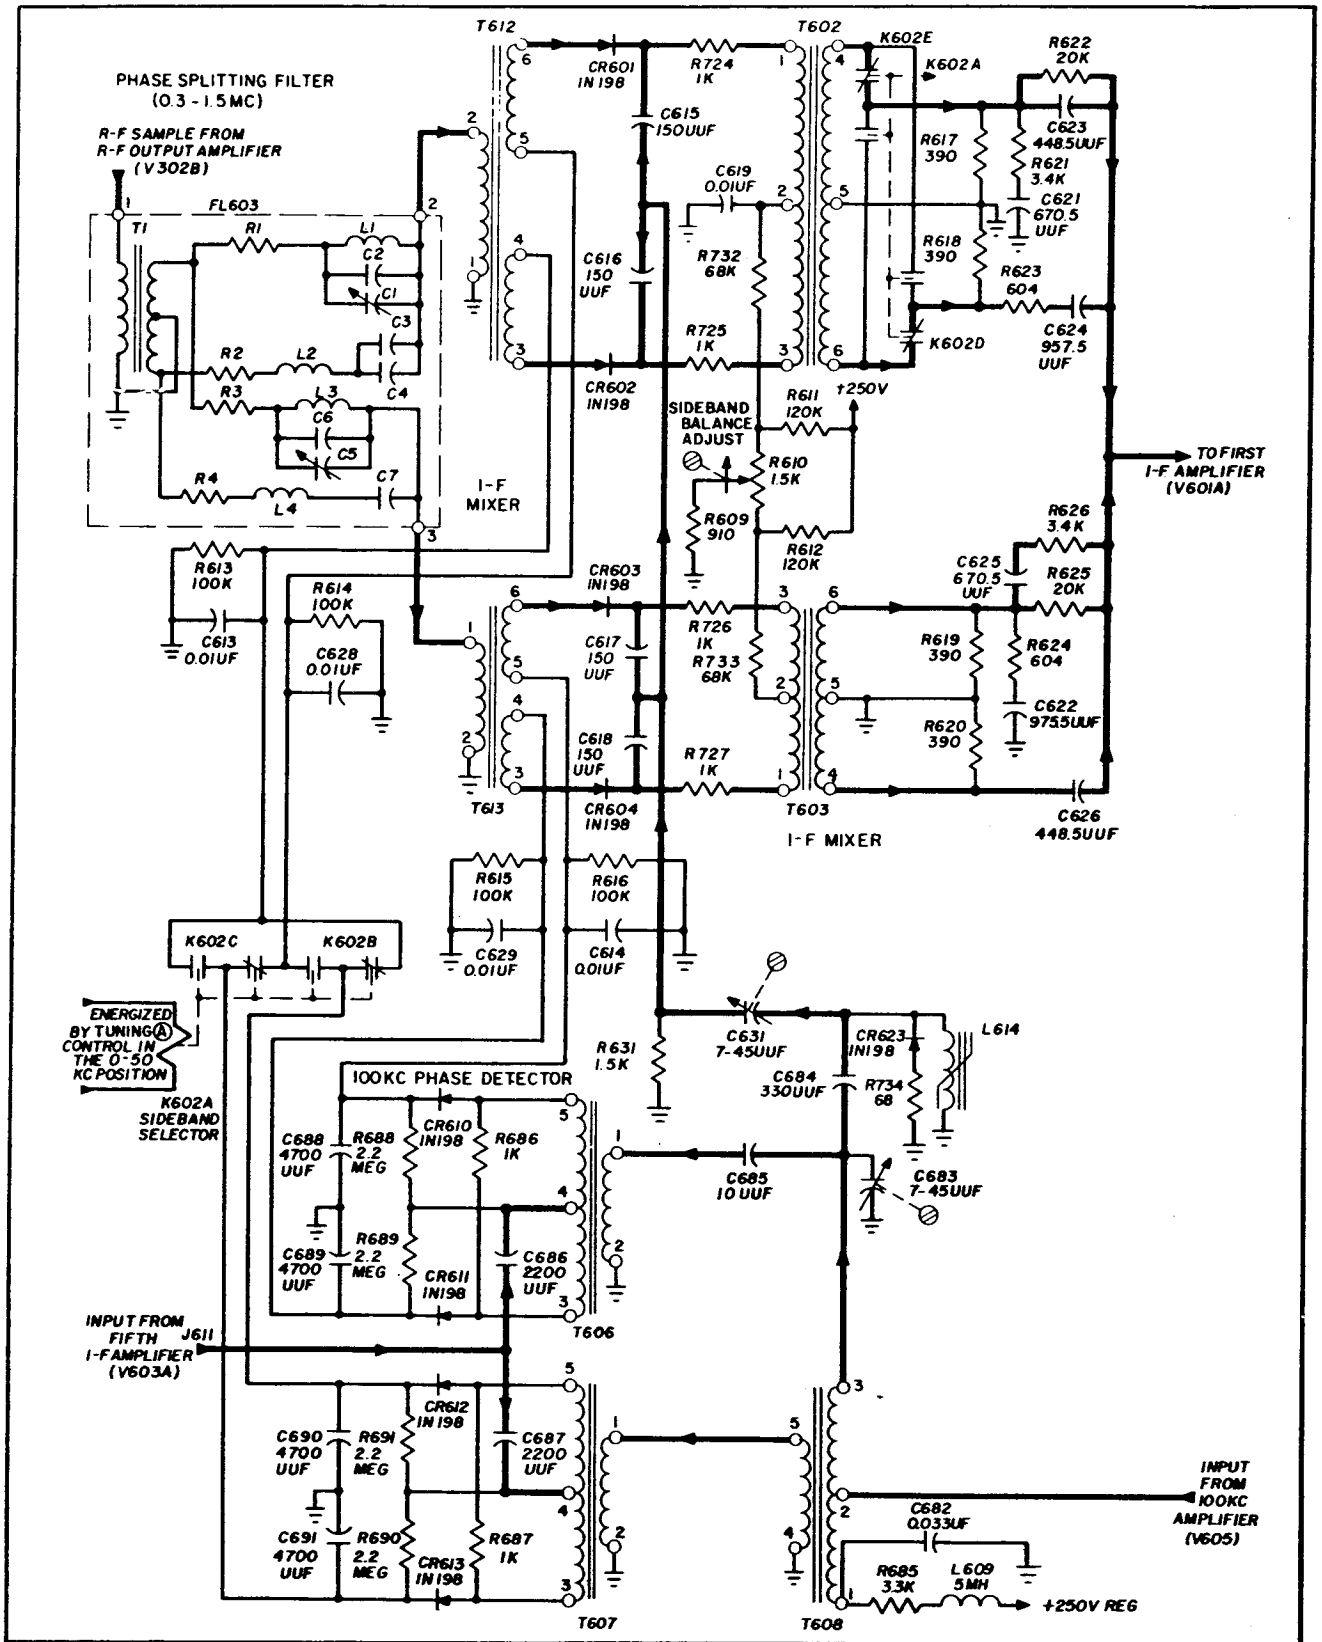 T612
T602
K602E
K602A
R622
20K
PHASE SPLITTING FILTER
(0.3 - 1.5MC)
CR601
IN198
R724
1K
C615
150UUF
C623
448.5UUF
R-F SAMPLE FROM
R-F OUTPUT AMPLIFIER
(V302B)
R617
390
R621
3.4K
C619
0.01UF
C621
670.5
UUF
FL603
T1
R1
L1
C2
C1
C3
C4
R2
L2
R3
L3
C6
C5
R4
L4
C7
C616
150
UUF
R732
68K
R618
390
R623
604
C624
957.5
UUF
R725
1K
K602D
CR602
IN198
SIDEBAND
BALANCE
ADJUST
R611
120K
+250V
R610
1.5K
R609
910
R612
120K
I-F
MIXER
TO FIRST
I-F AMPLIFIER
(V601A)
R626
3.4K
C625
670.5
UUF
R625
20K
R613
100K
C613
0.01UF
R614
100K
C628
0.01UF
CR603
IN198
R726
1K
R733
68K
C617
150
UUF
R619
390
R624
604
C622
975.5UUF
C618
150
UUF
R727
1K
R620
390
T613
CR604
IN198
T603
C626
448.5UUF
I-F MIXER
R615
100K
R616
100K
C629
0.01UF
C614
0.01UF
K602C
K602B
ENERGIZED
BY TUNING (A)
CONTROL IN
THE 0-50
KC POSITION
K602A
SIDEBAND
SELECTOR
R631
1.5K
C631
7-45UUF
CR623
IN198
L614
C684
330UUF
R734
68
100KC PHASE DETECTOR
C688
4700
UUF
R688
2.2
MEG
CR610
IN198
R686
1K
C685
10 UUF
C683
7-45UUF
C689
4700
UUF
R689
2.2
MEG
CR611
IN198
C686
2200
UUF
T606
INPUT FROM
FIFTH
I-F AMPLIFIER
(V603A)
J611
CR612
IN198
C690
4700
UUF
R691
2.2
MEG
C687
2200
UUF
C691
4700
UUF
R690
2.2
MEG
CR613
IN198
R687
1K
T607
T608
INPUT
FROM
100KC
AMPLIFIER
(V605)
C682
0.033UF
R685
3.3K
L609
5MH
+250V REG